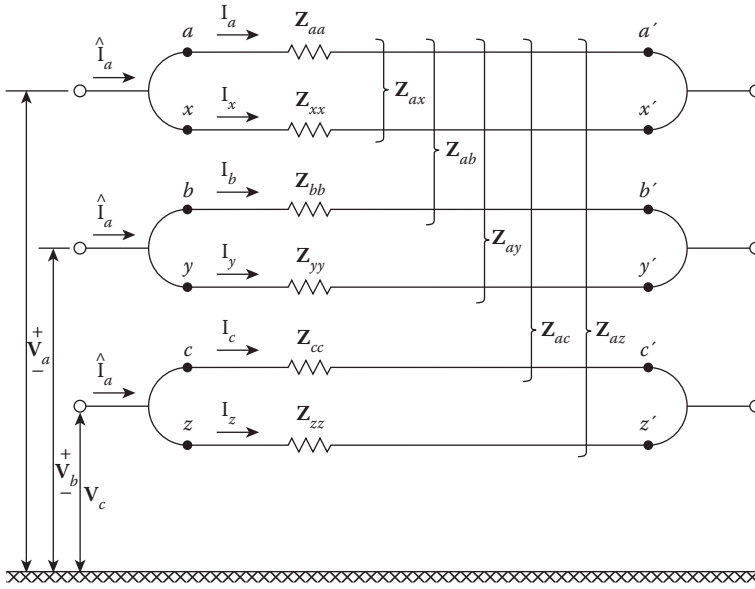 a I_a Z_aa a´
Î_a
x I_x Z_xx Z_ax x´
b I_b Z_bb Z_ab b´
Î_a
y I_y Z_yy Z_ay y´
c I_c Z_cc Z_ac Z_az c´
+
V_a
−
Î_a
z I_z Z_zz z´
+
V_b
−
V_c